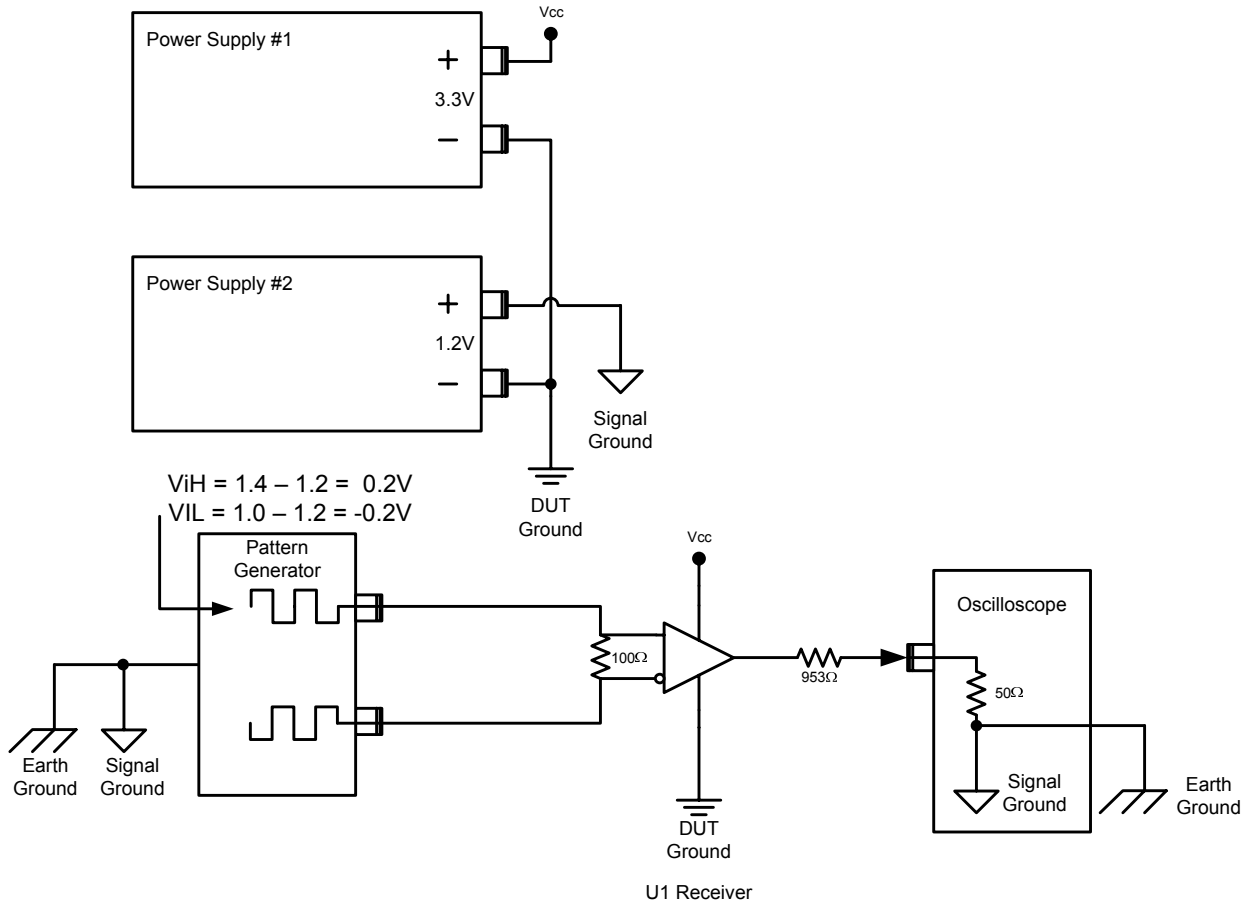 Vcc
Power Supply #1
+
3.3V
−
Power Supply #2
+
1.2V
−
Signal
Ground
DUT
Ground
ViH = 1.4 – 1.2 =  0.2V
VIL = 1.0 – 1.2 = -0.2V
Pattern
Generator
Vcc
Oscilloscope
100Ω
953Ω
50Ω
Earth
Ground
Signal
Ground
DUT
Ground
Signal
Ground
Earth
Ground
U1 Receiver